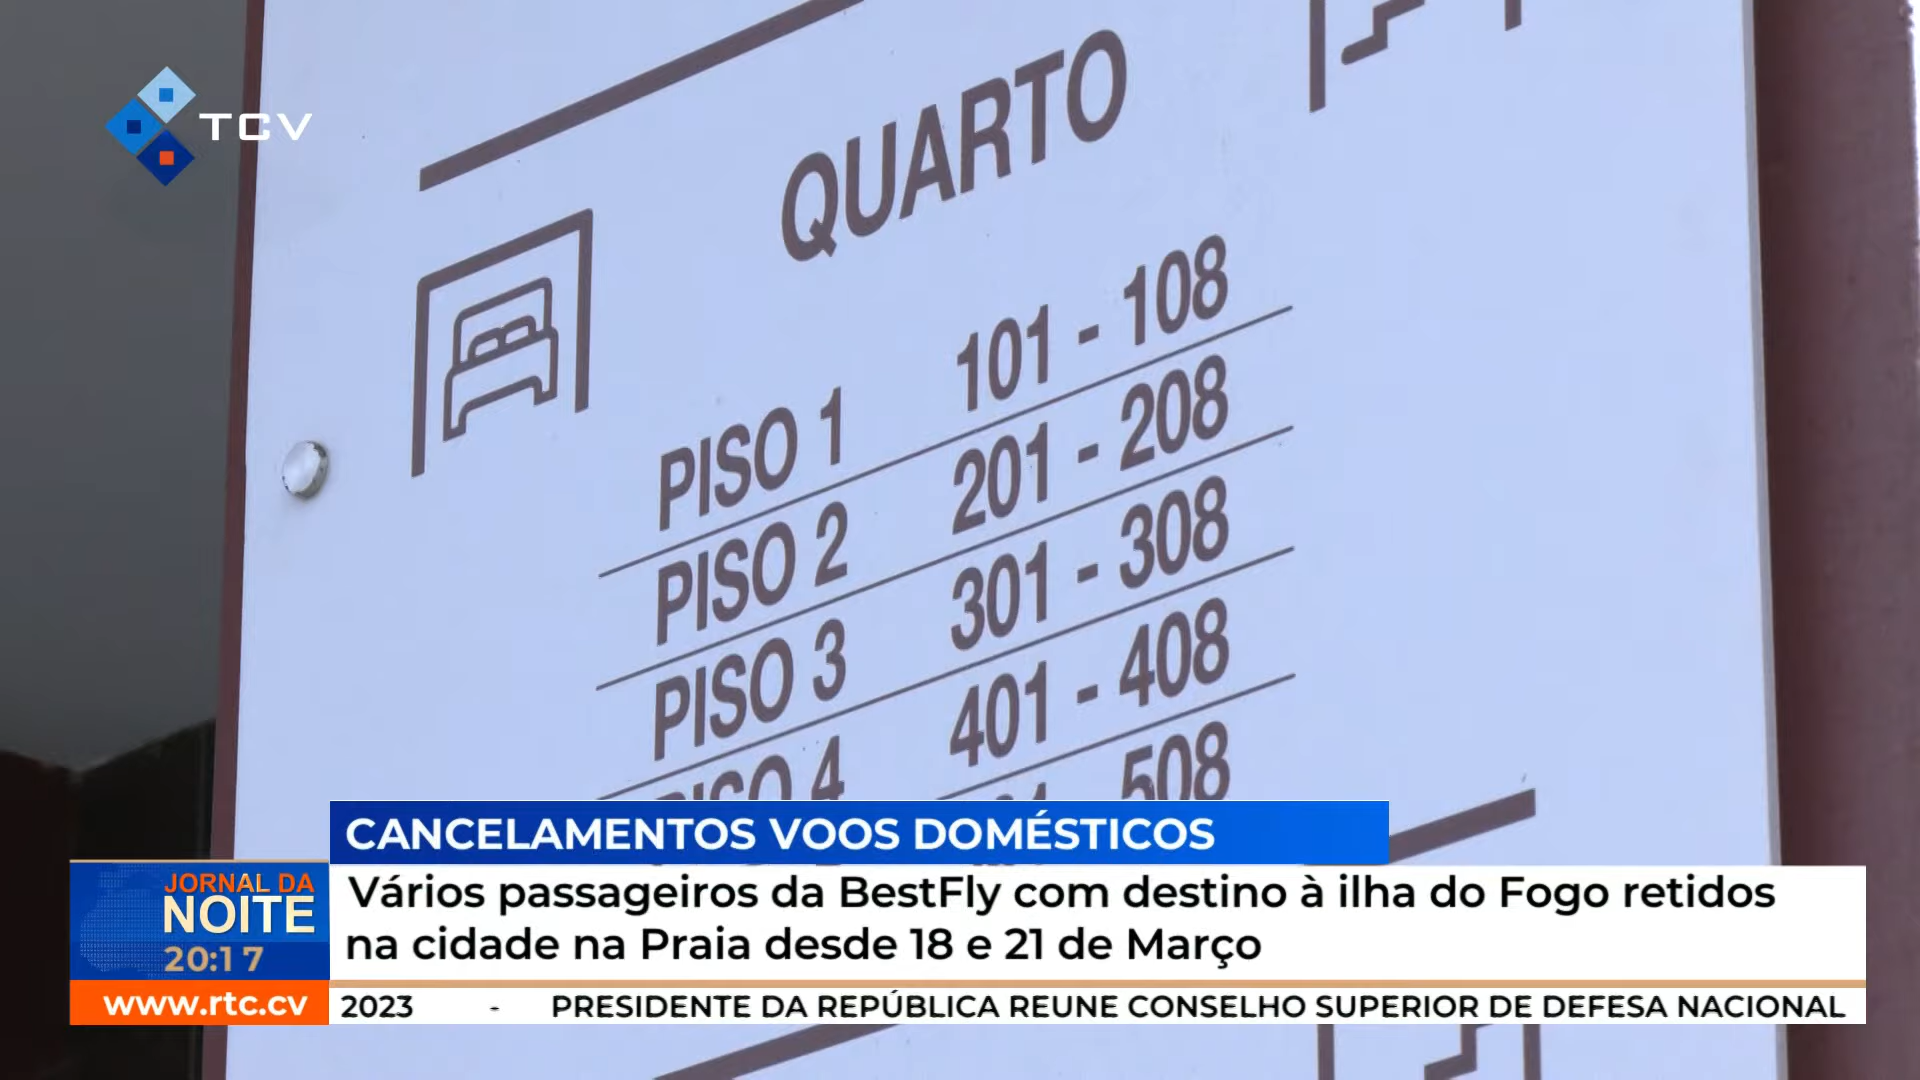 TCV
QUARTO
PISO 1 101 - 108
PISO 2 201 - 208
PISO 3 301 - 308
PISO 4 401 - 408
508
CANCELAMENTOS VOOS DOMÉSTICOS
JORNAL DA
NOITE
20:17
Vários passageiros da BestFly com destino à ilha do Fogo retidos
na cidade na Praia desde 18 e 21 de Março
www.rtc.cv
2023 - PRESIDENTE DA REPÚBLICA REUNE CONSELHO SUPERIOR DE DEFESA NACIONAL